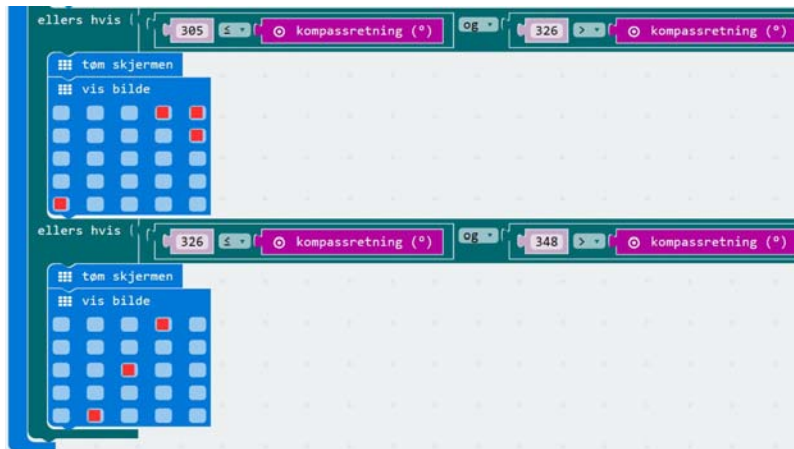 ellers hvis 305 ≤ kompassretning (°) og 326 > kompassretning (°)
tøm skjermen
vis bilde
ellers hvis 326 ≤ kompassretning (°) og 348 > kompassretning (°)
tøm skjermen
vis bilde